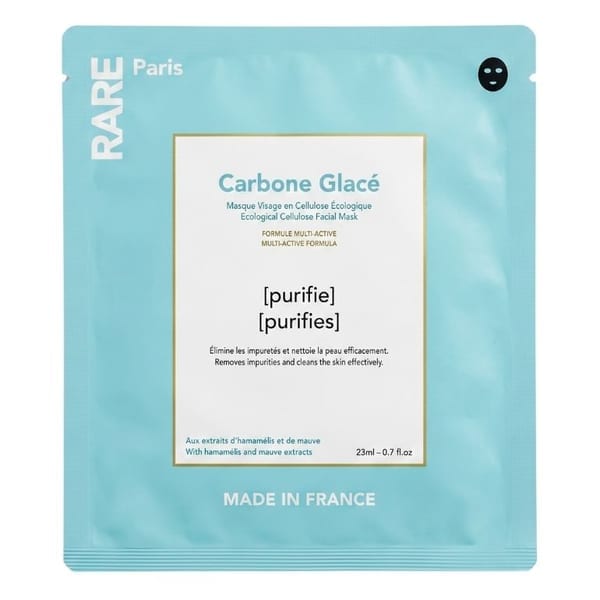 RARE
Paris
Carbone Glacé
Masque Visage en Cellulose Écologique
Ecological Cellulose Facial Mask
FORMULE MULTI-ACTIVE
MULTI-ACTIVE FORMULA
[purifie]
[purifies]
Élimine les impuretés et nettoie la peau efficacement.
Removes impurities and cleans the skin effectively.
Aux extraits d'hamamélis et de mauve
With hamamélis and mauve extracts
23ml – 0.7 fl.oz
MADE IN FRANCE